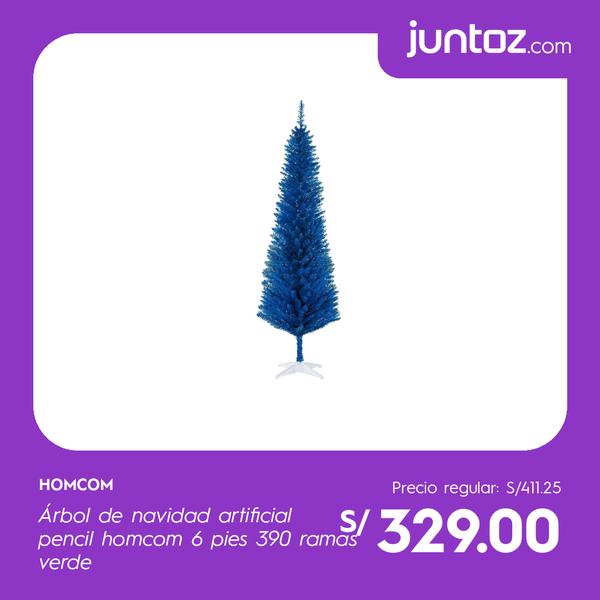 juntoz.com
HOMCOM
Árbol de navidad artificial
pencil homcom 6 pies 390 ramas
verde
Precio regular: S/411.25
S/ 329.00